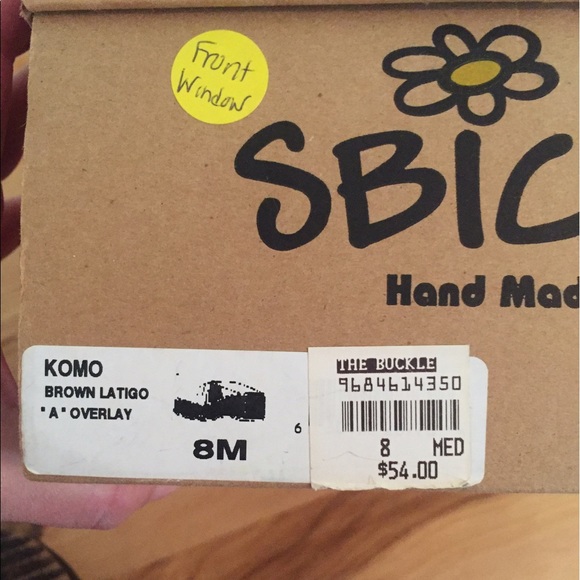 Front
Window
SBIC
Hand Mad
KOMO
BROWN LATIGO
"A" OVERLAY
8M
6
THE BUCKLE
9684614350
8 MED
$54.00